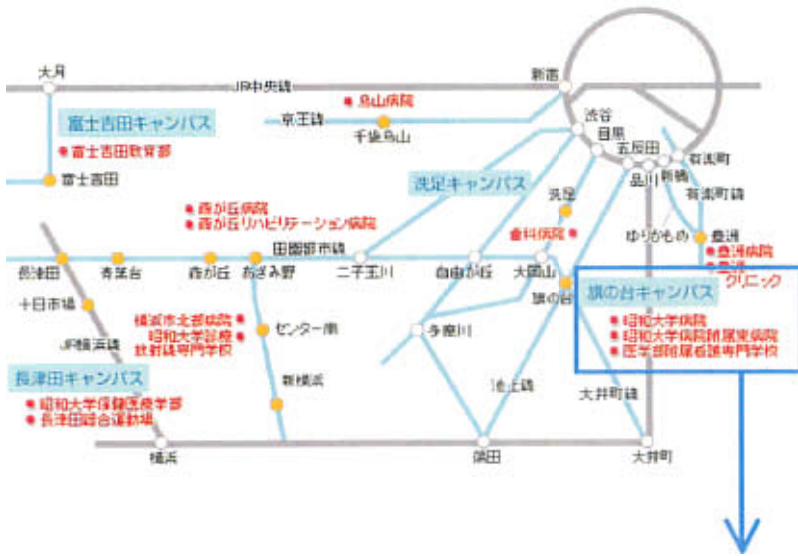 大月
JR中央線
新宿
烏山病院
京王線
千歳烏山
富士吉田キャンパス
富士吉田教育部
富士吉田
渋谷
目黒
五反田
品川
新橋
有楽町
有楽町線
洗足キャンパス
洗足
歯科病院
ゆりかもめ
豊洲
豊洲病院
豊洲
クリニック
西が丘病院
西が丘リハビリテーション病院
田園都市線
長津田
青葉台
西が丘
あざみ野
二子玉川
自由が丘
大岡山
旗の台
旗の台キャンパス
昭和大学病院
昭和大学病院附属東病院
医学部附属看護専門学校
十日市場
JR横浜線
横浜市北部病院
昭和大学診療
放射線専門学校
センター南
新横浜
多摩川
池上線
大井町線
長津田キャンパス
昭和大学保健医療学部
長津田総合運動場
横浜
蒲田
大井町